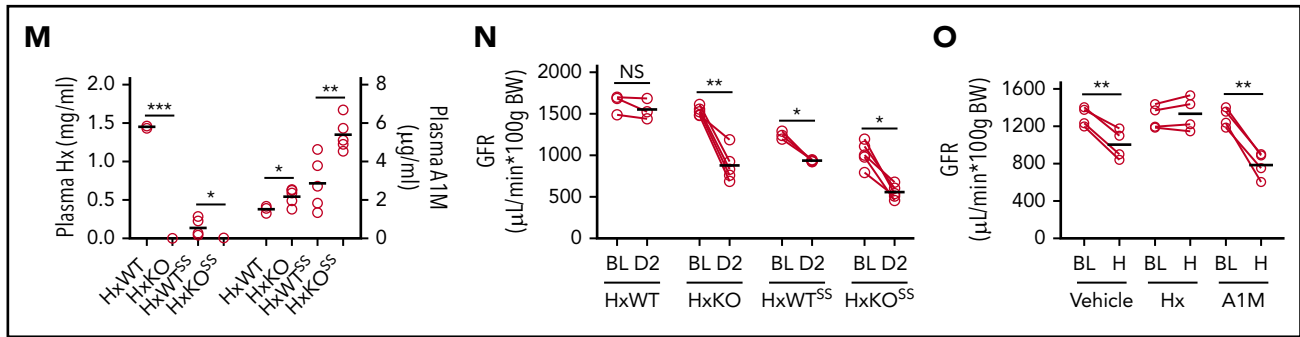 M
Plasma Hx (mg/ml)
2.0
1.5
1.0
0.5
0.0
***
*
*
**
8
6
4
2
0
Plasma A1M
(µg/ml)
HxWT
HxKO
HxWTSS
HxKOSS
HxWT
HxKO
HxWTSS
HxKOSS
N
GFR
(µL/min*100g BW)
2000
1500
1000
500
0
NS
**
*
*
BL D2
BL D2
BL D2
BL D2
HxWT
HxKO
HxWTSS
HxKOSS
O
GFR
(µL/min*100g BW)
1600
1200
800
400
0
**
**
BL H
BL H
BL H
Vehicle
Hx
A1M